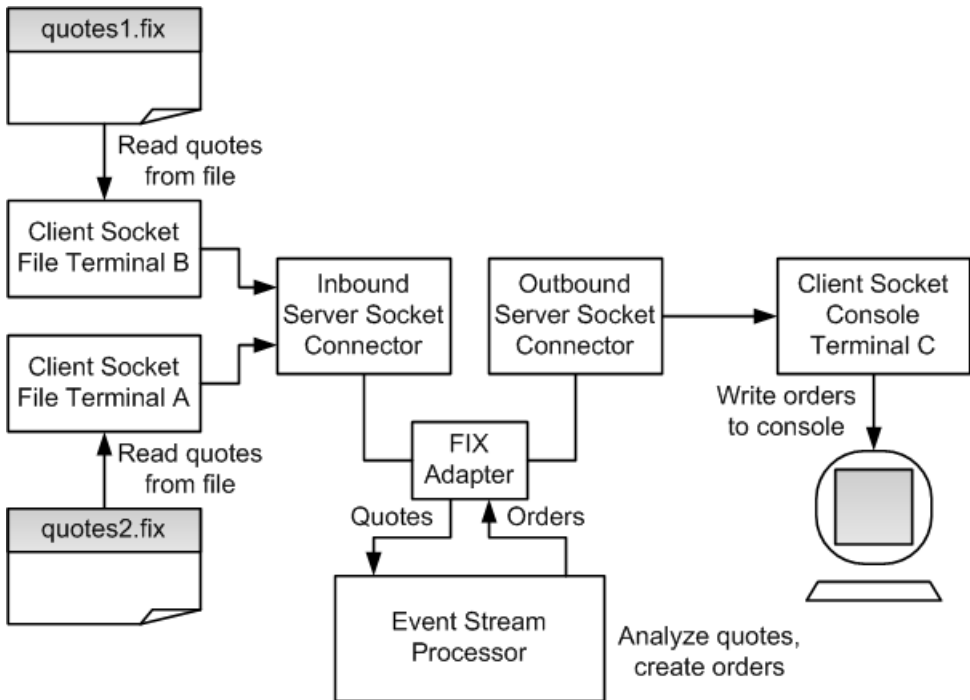 quotes1.fix
Read quotes
from file
Client Socket
File Terminal B
Client Socket
File Terminal A
Read quotes
from file
quotes2.fix
Inbound
Server Socket
Connector
Outbound
Server Socket
Connector
Client Socket
Console
Terminal C
Write orders
to console
FIX
Adapter
Quotes
Orders
Event Stream
Processor
Analyze quotes,
create orders